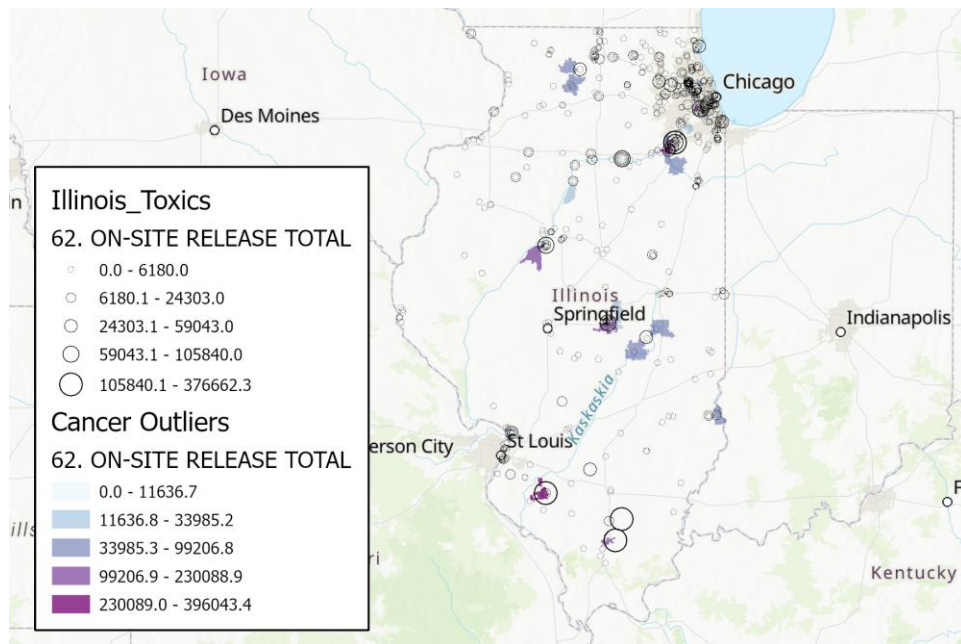 Iowa
Des Moines
Chicago
n
Illinois_Toxics
62. ON-SITE RELEASE TOTAL
0.0 - 6180.0
6180.1 - 24303.0
24303.1 - 59043.0
59043.1 - 105840.0
105840.1 - 376662.3
Cancer Outliers
62. ON-SITE RELEASE TOTAL
0.0 - 11636.7
11636.8 - 33985.2
33985.3 - 99206.8
99206.9 - 230088.9
230089.0 - 396043.4
Illinois
Springfield
Indianapolis
Kaskaskia
erson City
St Louis
F
ills
ri
Kentucky